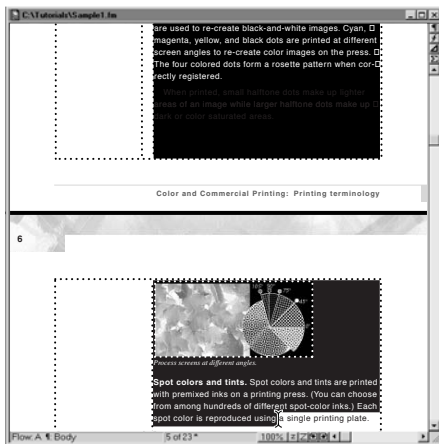 C:\Tutorials\Sample1.fm
are used to re-create black-and-white images. Cyan,
magenta, yellow, and black dots are printed at different
screen angles to re-create color images on the press.
The four colored dots form a rosette pattern when cor-
rectly registered.
When printed, small halftone dots make up lighter
areas of an image while larger halftone dots make up
dark or color saturated areas.
Color and Commercial Printing: Printing terminology
6
105° 90°
75°
45°
Process screens at different angles.
Spot colors and tints. Spot colors and tints are printed
with premixed inks on a printing press. (You can choose
from among hundreds of different spot-color inks.) Each
spot color is reproduced using a single printing plate.
Flow: A ¶: Body 5 of 23 * 100% z Z